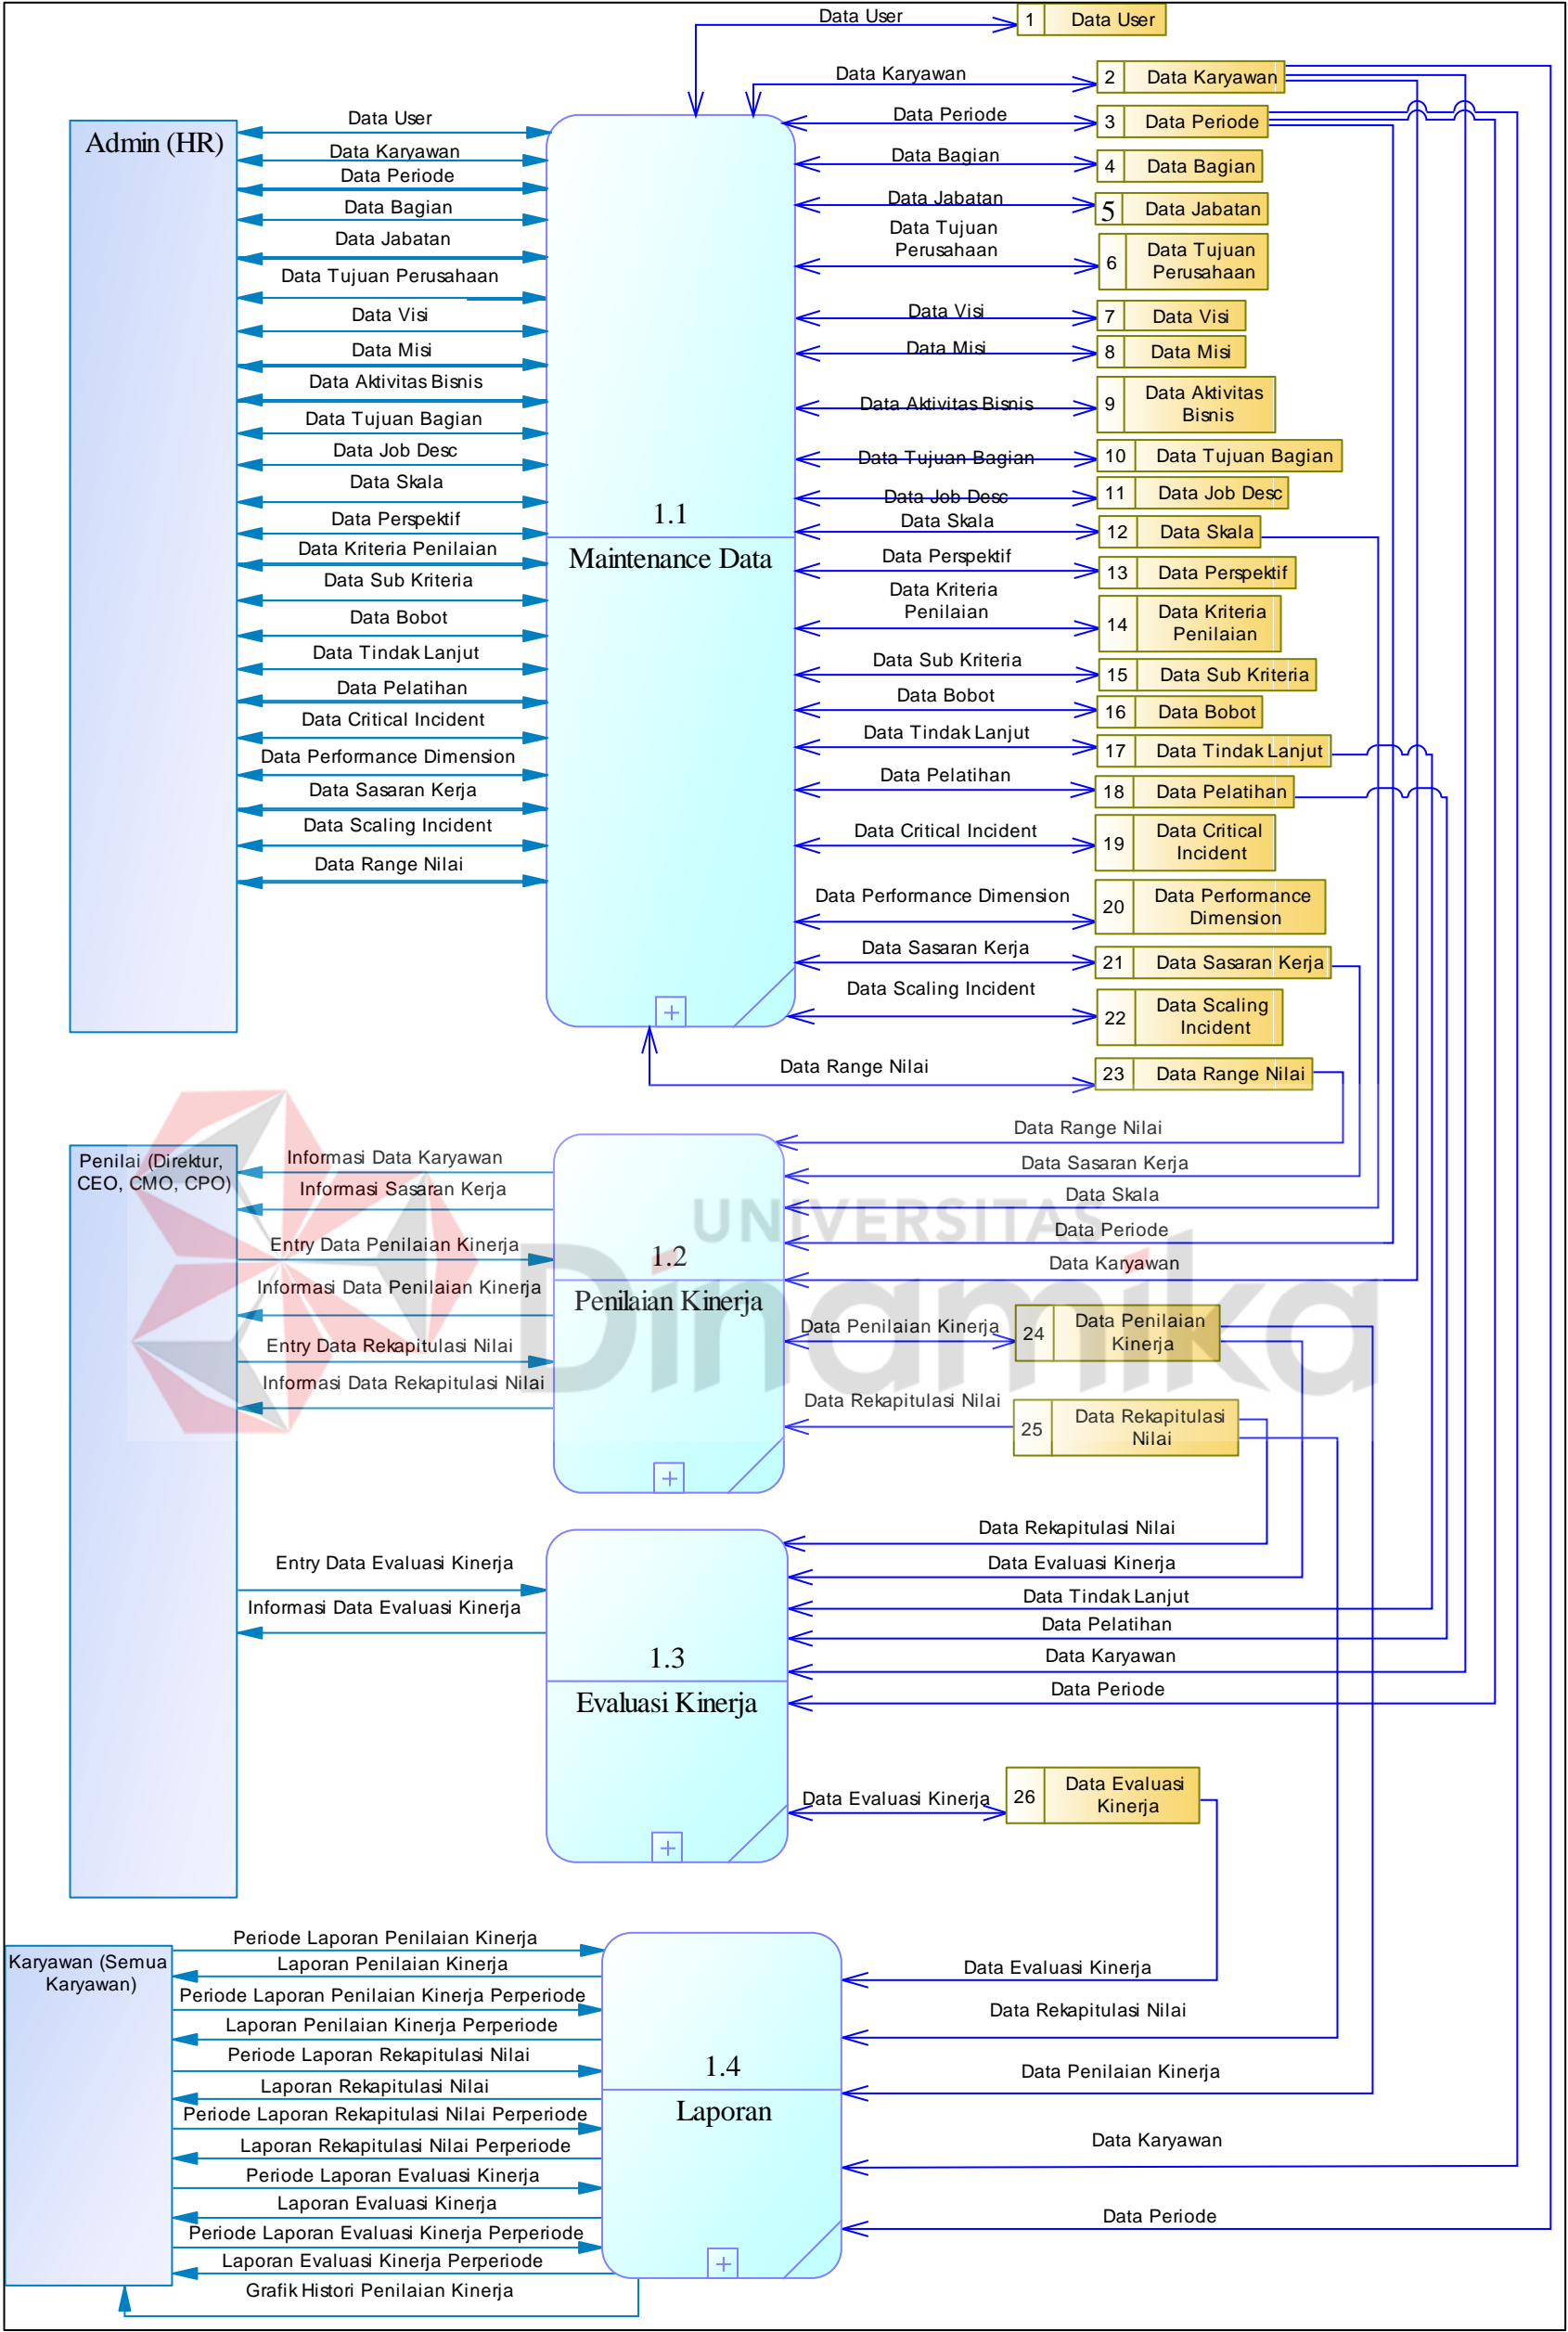 Data User
1 Data User
Data Karyawan
2 Data Karyawan
Data Periode
3 Data Periode
Data Bagian
4 Data Bagian
Data Jabatan
5 Data Jabatan
Data Tujuan
Perusahaan
6 Data Tujuan
Perusahaan
Data Visi
7 Data Visi
Data Misi
8 Data Misi
Data Aktivitas Bisnis
9 Data Aktivitas
Bisnis
Data Tujuan Bagian
10 Data Tujuan Bagian
Data Job Desc
11 Data Job Desc
Data Skala
12 Data Skala
Data Perspektif
13 Data Perspektif
Data Kriteria
Penilaian
14 Data Kriteria
Penilaian
Data Sub Kriteria
15 Data Sub Kriteria
Data Bobot
16 Data Bobot
Data Tindak Lanjut
17 Data Tindak Lanjut
Data Pelatihan
18 Data Pelatihan
Data Critical Incident
19 Data Critical
Incident
Data Performance Dimension
20 Data Performance
Dimension
Data Sasaran Kerja
21 Data Sasaran Kerja
Data Scaling Incident
22 Data Scaling
Incident
Data Range Nilai
23 Data Range Nilai
Admin (HR)
Data User
Data Karyawan
Data Periode
Data Bagian
Data Jabatan
Data Tujuan Perusahaan
Data Visi
Data Misi
Data Aktivitas Bisnis
Data Tujuan Bagian
Data Job Desc
Data Skala
Data Perspektif
Data Kriteria Penilaian
Data Sub Kriteria
Data Bobot
Data Tindak Lanjut
Data Pelatihan
Data Critical Incident
Data Performance Dimension
Data Sasaran Kerja
Data Scaling Incident
Data Range Nilai
1.1
Maintenance Data
Penilai (Direktur,
CEO, CMO, CPO)
Informasi Data Karyawan
Informasi Sasaran Kerja
Entry Data Penilaian Kinerja
Informasi Data Penilaian Kinerja
Entry Data Rekapitulasi Nilai
Informasi Data Rekapitulasi Nilai
1.2
Penilaian Kinerja
Data Range Nilai
Data Sasaran Kerja
Data Skala
Data Periode
Data Karyawan
Data Penilaian Kinerja
24 Data Penilaian
Kinerja
Data Rekapitulasi Nilai
25 Data Rekapitulasi
Nilai
UNIVERSITAS
Dinamika
Entry Data Evaluasi Kinerja
Informasi Data Evaluasi Kinerja
1.3
Evaluasi Kinerja
Data Rekapitulasi Nilai
Data Evaluasi Kinerja
Data Tindak Lanjut
Data Pelatihan
Data Karyawan
Data Periode
Data Evaluasi Kinerja
26 Data Evaluasi
Kinerja
Karyawan (Semua
Karyawan)
Periode Laporan Penilaian Kinerja
Laporan Penilaian Kinerja
Periode Laporan Penilaian Kinerja Perperiode
Laporan Penilaian Kinerja Perperiode
Periode Laporan Rekapitulasi Nilai
Laporan Rekapitulasi Nilai
Periode Laporan Rekapitulasi Nilai Perperiode
Laporan Rekapitulasi Nilai Perperiode
Periode Laporan Evaluasi Kinerja
Laporan Evaluasi Kinerja
Periode Laporan Evaluasi Kinerja Perperiode
Laporan Evaluasi Kinerja Perperiode
Grafik Histori Penilaian Kinerja
1.4
Laporan
Data Evaluasi Kinerja
Data Rekapitulasi Nilai
Data Penilaian Kinerja
Data Karyawan
Data Periode